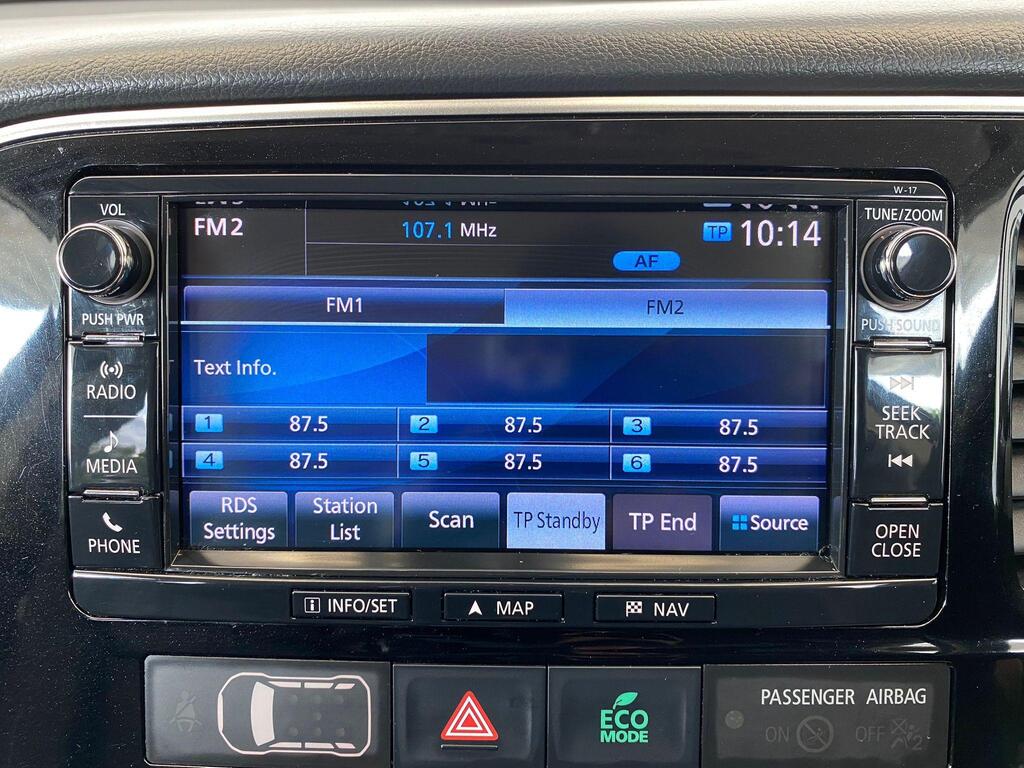 W-17
VOL
TUNE/ZOOM
FM2
107.1 MHz
TP 10:14
AF
PUSH PWR
PUSH SOUND
FM1
FM2
Text Info.
RADIO
MEDIA
SEEK
TRACK
1 87.5
2 87.5
3 87.5
4 87.5
5 87.5
6 87.5
RDS
Settings
Station
List
Scan
TP Standby
TP End
Source
PHONE
OPEN
CLOSE
i INFO/SET
MAP
NAV
ECO
MODE
PASSENGER AIRBAG
ON
OFF
2